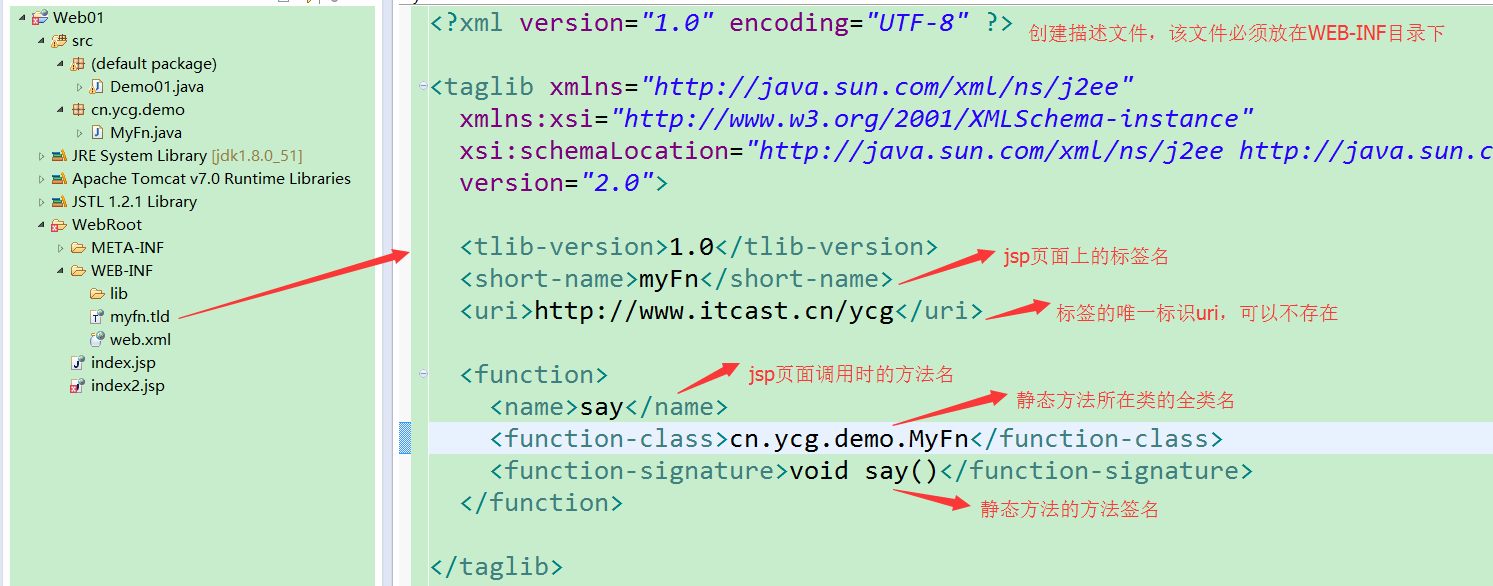 Web01
src
(default package)
Demo01.java
cn.ycg.demo
MyFn.java
JRE System Library [jdk1.8.0_51]
Apache Tomcat v7.0 Runtime Libraries
JSTL 1.2.1 Library
WebRoot
META-INF
WEB-INF
lib
myfn.tld
web.xml
index.jsp
index2.jsp
<?xml version="1.0" encoding="UTF-8" ?> 创建描述文件，该文件必须放在WEB-INF目录下
<taglib xmlns="http://java.sun.com/xml/ns/j2ee"
xmlns:xsi="http://www.w3.org/2001/XMLSchema-instance"
xsi:schemaLocation="http://java.sun.com/xml/ns/j2ee http://java.sun.c
version="2.0">
<tlib-version>1.0</tlib-version>
jsp页面上的标签名
<short-name>myFn</short-name>
<uri>http://www.itcast.cn/ycg</uri> 标签的唯一标识uri，可以不存在
<function> jsp页面调用时的方法名
<name>say</name> 静态方法所在类的全类名
<function-class>cn.ycg.demo.MyFn</function-class>
<function-signature>void say()</function-signature>
</function> 静态方法的方法签名
</taglib>